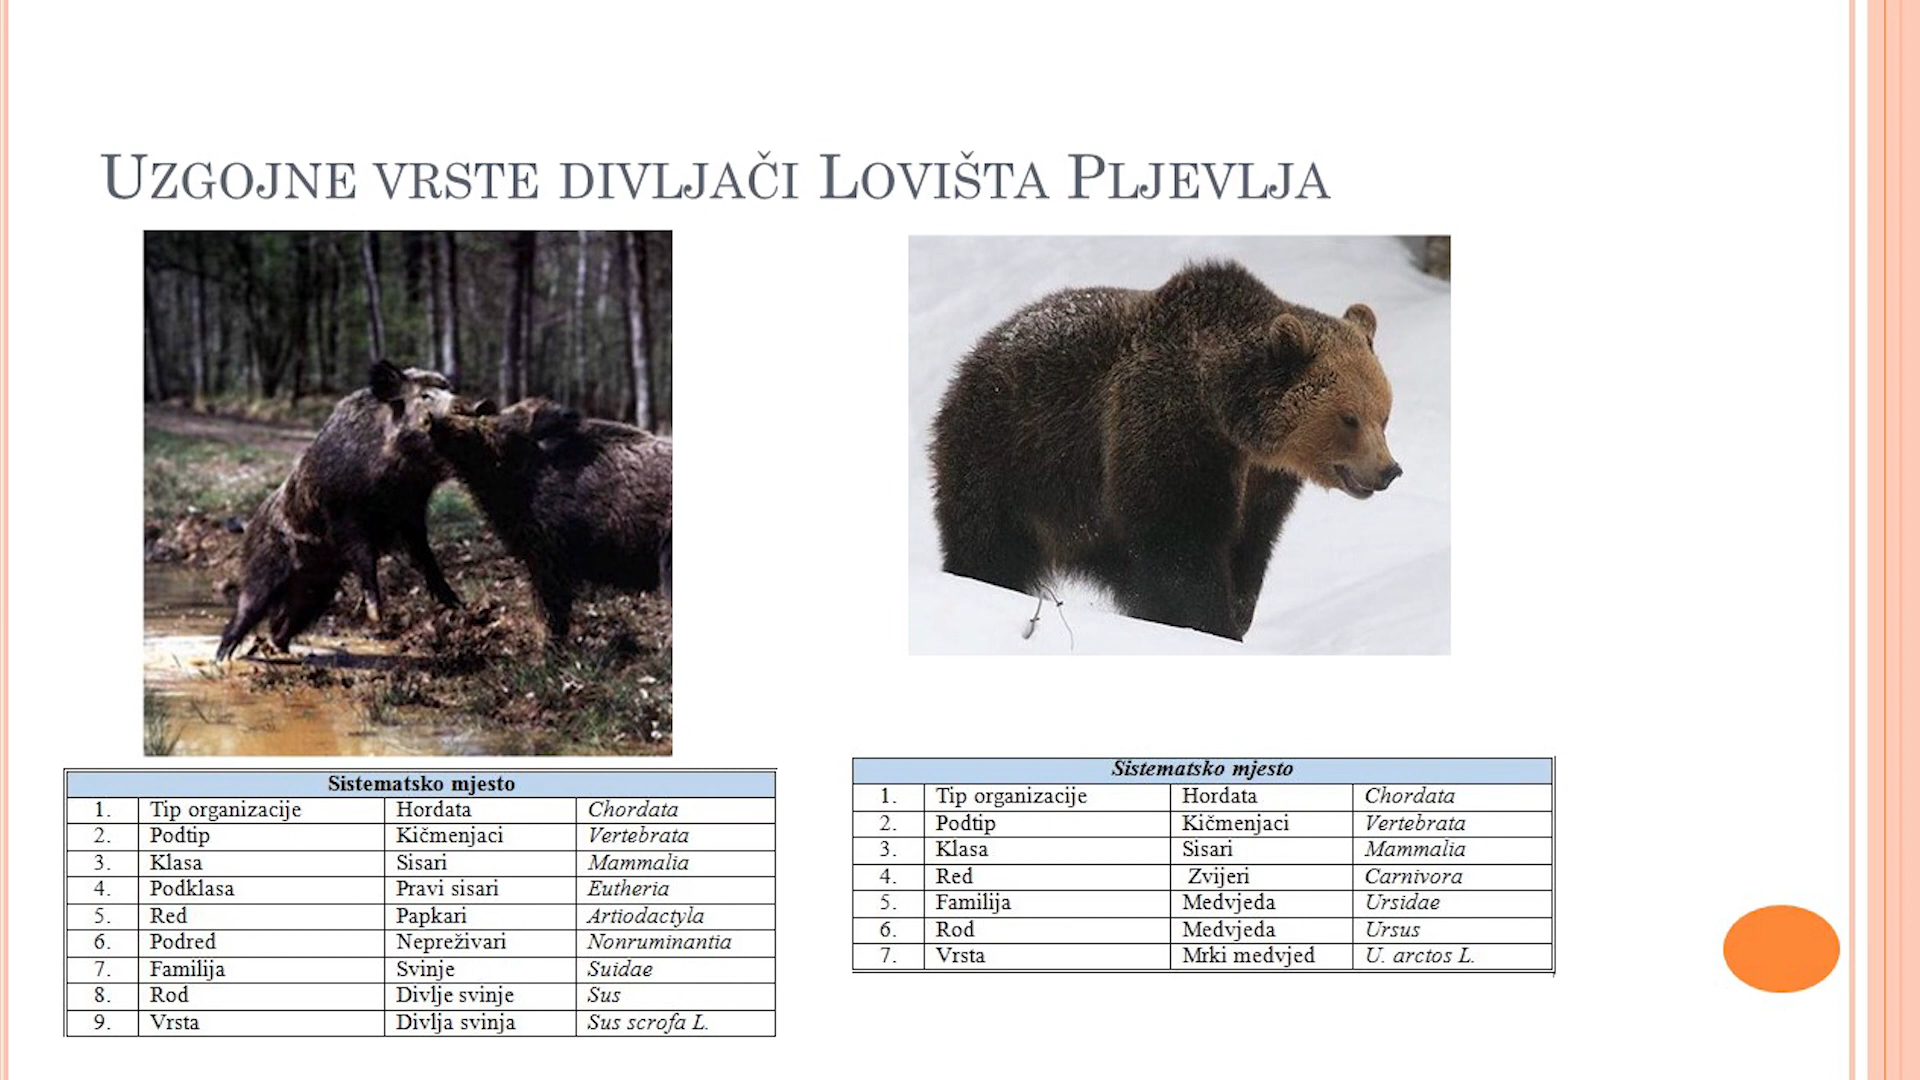 Uzgojne vrste divljači Lovišta Pljevlja
Sistematsko mjesto
1. Tip organizacije Hordata Chordata
2. Podtip Kičmenjaci Vertebrata
3. Klasa Sisari Mammalia
4. Podklasa Pravi sisari Eutheria
5. Red Papkari Artiodactyla
6. Podred Nepreživari Nonruminantia
7. Familija Svinje Suidae
8. Rod Divlje svinje Sus
9. Vrsta Divlja svinja Sus scrofa L.
Sistematsko mjesto
1. Tip organizacije Hordata Chordata
2. Podtip Kičmenjaci Vertebrata
3. Klasa Sisari Mammalia
4. Red Zvijeri Carnivora
5. Familija Medvjeda Ursidae
6. Rod Medvjeda Ursus
7. Vrsta Mrki medvjed U. arctos L.